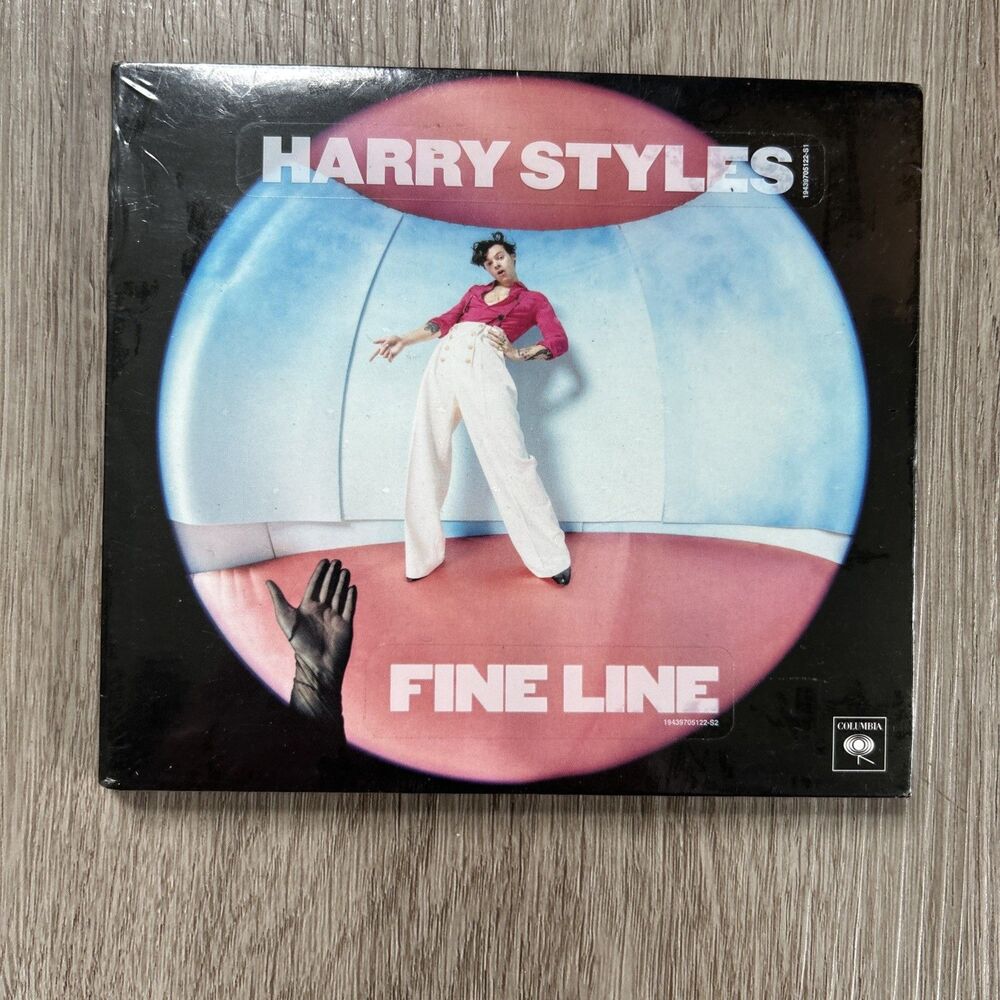 HARRY STYLES
19439705122-S1
FINE LINE
19439705122-S2
COLUMBIA